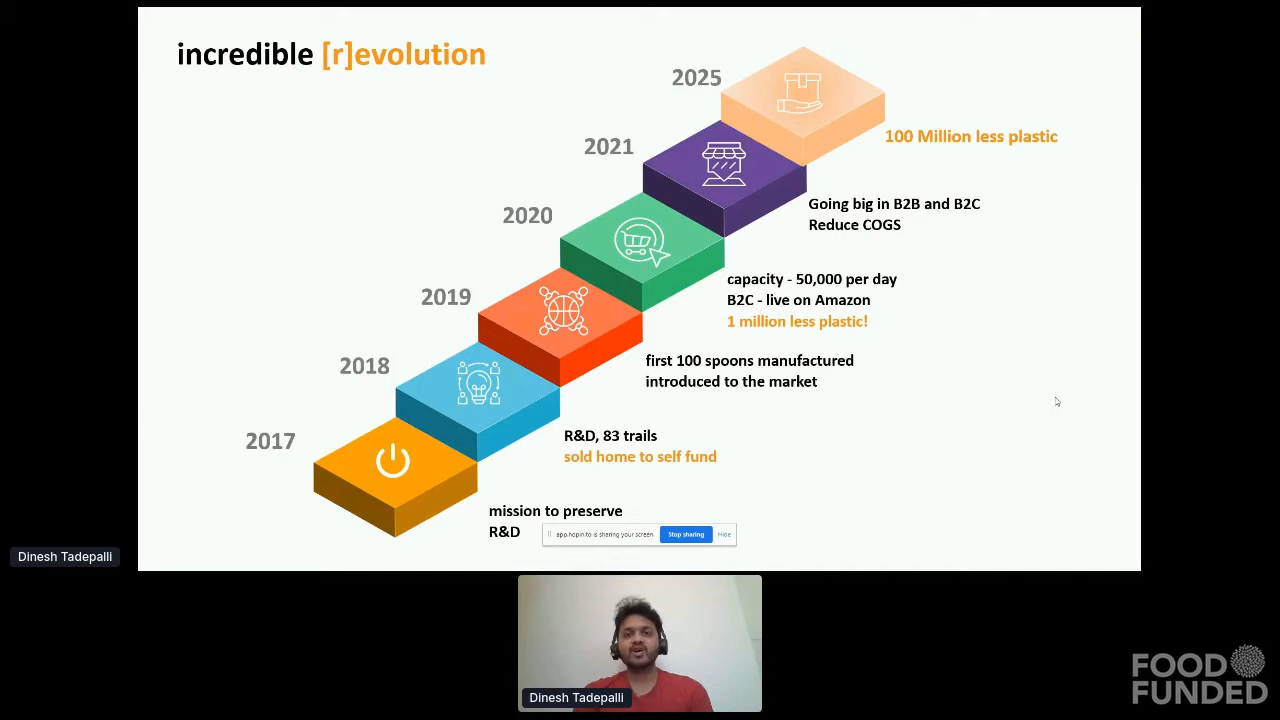 incredible [r]evolution
2025
100 Million less plastic
2021
Going big in B2B and B2C
Reduce COGS
2020
capacity - 50,000 per day
B2C - live on Amazon
1 million less plastic!
2019
first 100 spoons manufactured
introduced to the market
2018
R&D, 83 trails
sold home to self fund
2017
mission to preserve
R&D
app.hopin.to is sharing your screen. Stop sharing Hide
Dinesh Tadepalli
Dinesh Tadepalli
FOOD
FUNDED